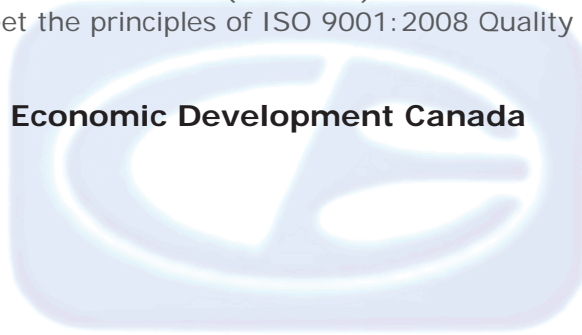 et the principles of ISO 9001:2008 Quality
Economic Development Canada